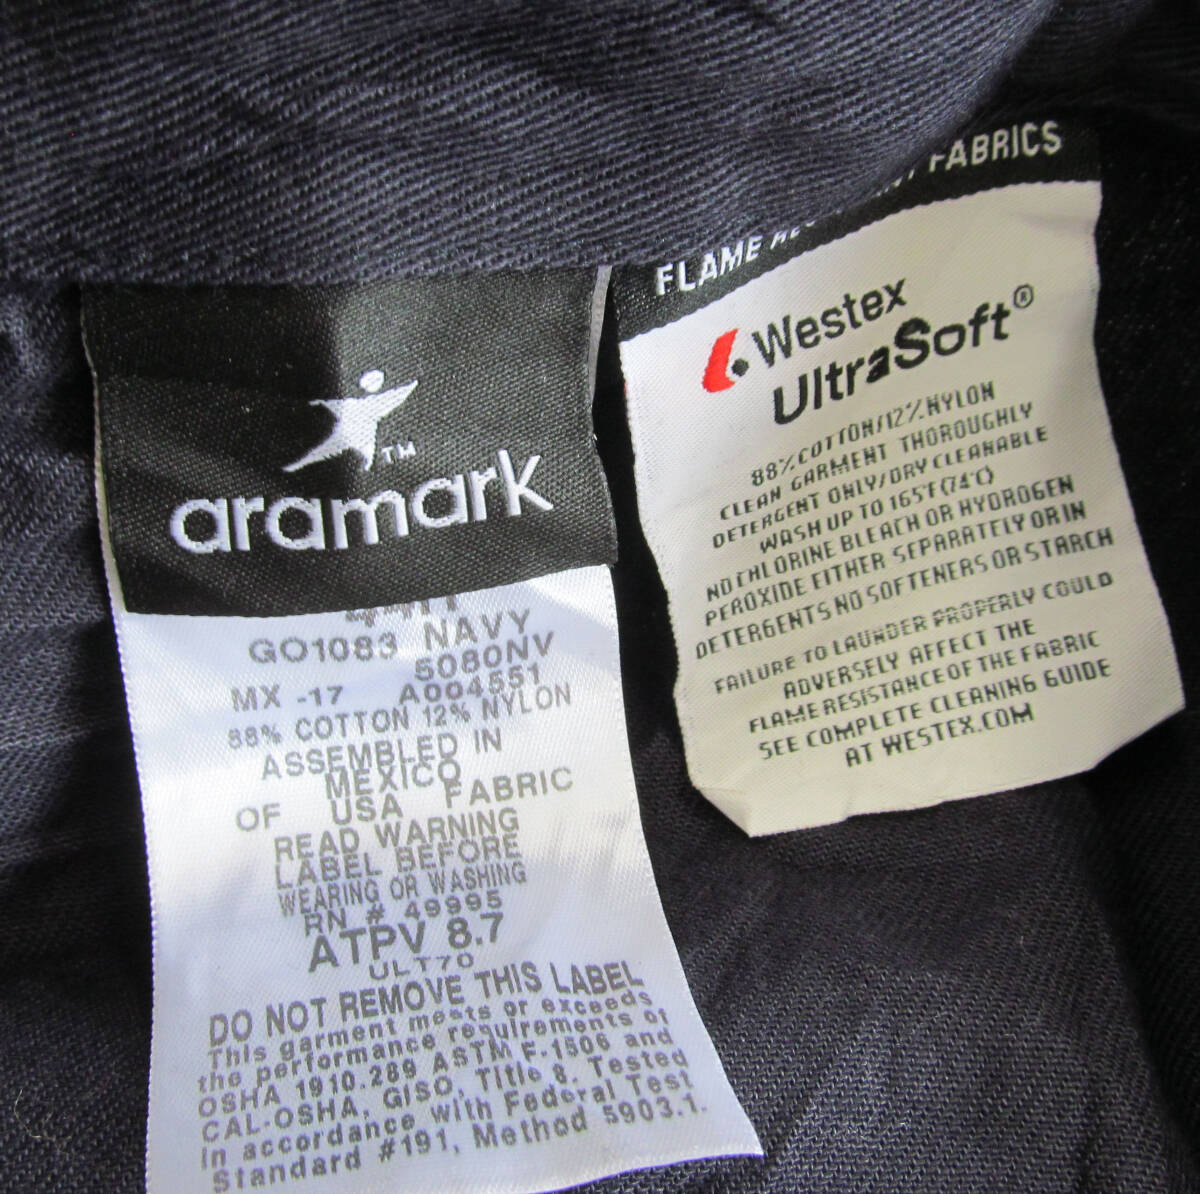 aramark™
GO1083 NAVY
5080NV
MX -17 A004551
88% COTTON 12% NYLON
ASSEMBLED IN
MEXICO
OF USA FABRIC
READ WARNING
LABEL BEFORE
WEARING OR WASHING
RN # 49995
ATPV 8.7
ULT70
DO NOT REMOVE THIS LABEL
This garment meets or exceeds
the performance requirements of
OSHA 1910.289 ASTM F-1506 and
CAL-OSHA, GISO, Title 8. Tested
in accordance with Federal Test
Standard #191, Method 5903.1.
FLAME FABRICS
Westex
UltraSoft®
88% COTTON/12% NYLON
CLEAN GARMENT THOROUGHLY
DETERGENT ONLY/DRY CLEANABLE
WASH UP TO 165°F (74°C)
NO CHLORINE BLEACH OR HYDROGEN
PEROXIDE EITHER SEPARATELY OR IN
DETERGENTS NO SOFTENERS OR STARCH
FAILURE TO LAUNDER PROPERLY COULD
ADVERSELY AFFECT THE
FLAME RESISTANCE OF THE FABRIC
SEE COMPLETE CLEANING GUIDE
AT WESTEX.COM